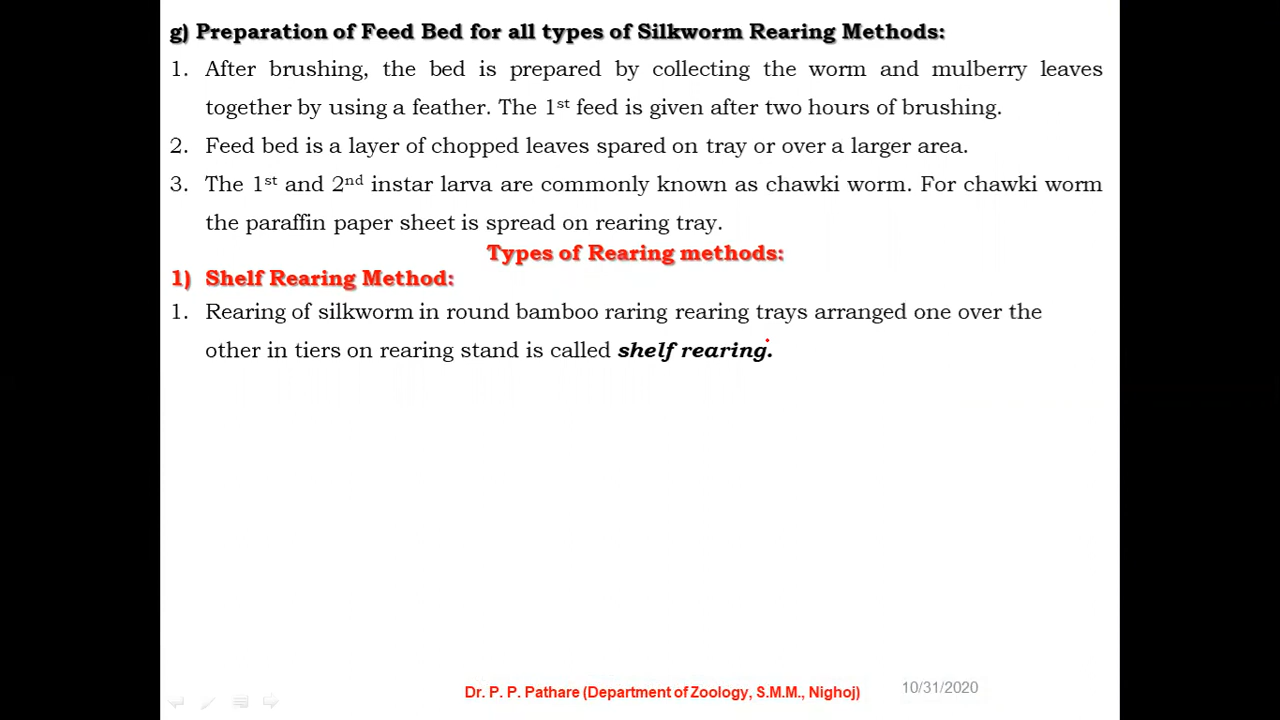 g) Preparation of Feed Bed for all types of Silkworm Rearing Methods:
1. After brushing, the bed is prepared by collecting the worm and mulberry leaves
together by using a feather. The 1st feed is given after two hours of brushing.
2. Feed bed is a layer of chopped leaves spared on tray or over a larger area.
3. The 1st and 2nd instar larva are commonly known as chawki worm. For chawki worm
the paraffin paper sheet is spread on rearing tray.
Types of Rearing methods:
1) Shelf Rearing Method:
1. Rearing of silkworm in round bamboo raring rearing trays arranged one over the
other in tiers on rearing stand is called shelf rearing.
Dr. P. P. Pathare (Department of Zoology, S.M.M., Nighoj)
10/31/2020